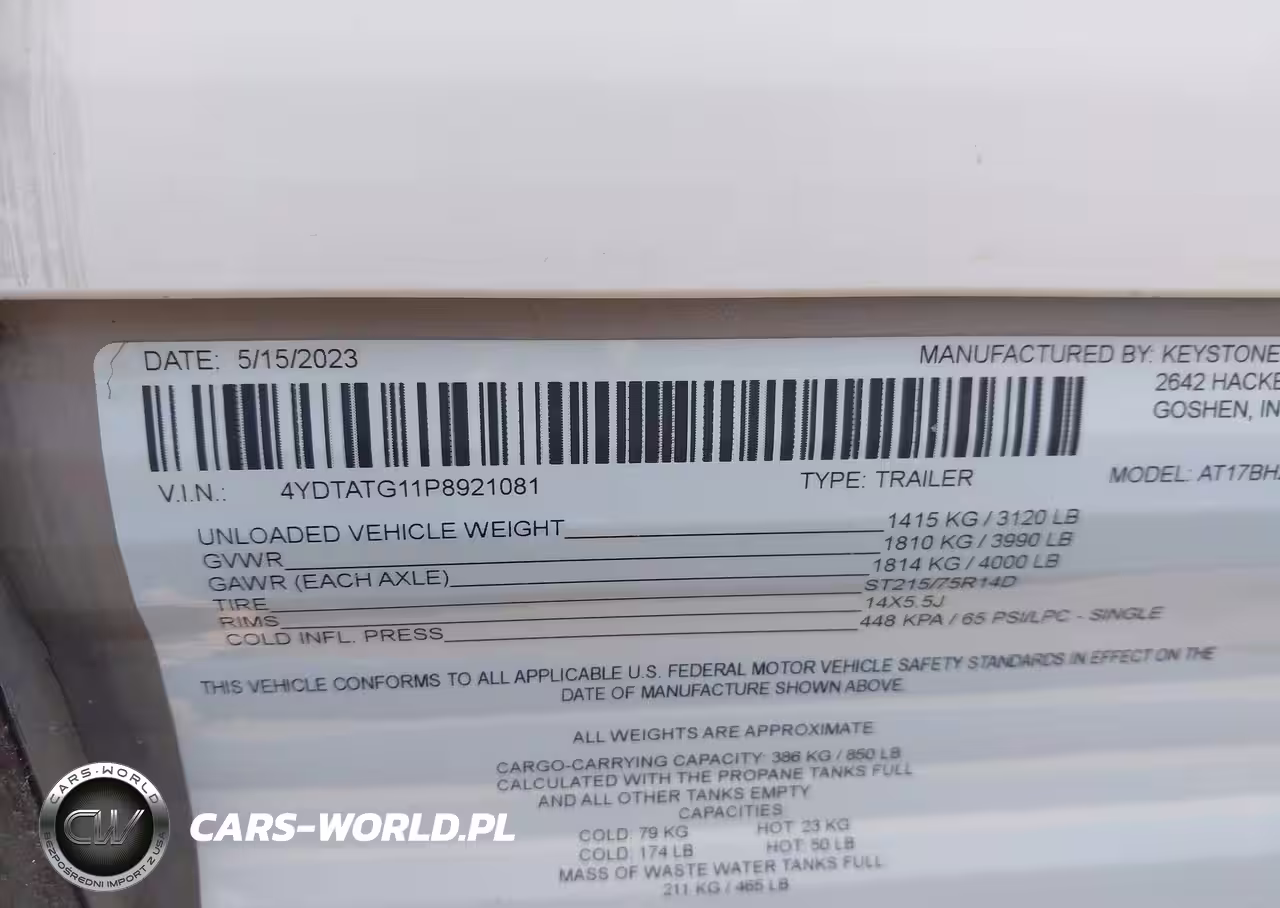 DATE: 5/15/2023
MANUFACTURED BY: KEYSTONE
2642 HACKE
GOSHEN, IN
V.I.N.: 4YDTATG11P8921081
TYPE: TRAILER
MODEL: AT17BH
UNLOADED VEHICLE WEIGHT 1415 KG / 3120 LB
GVWR 1810 KG / 3990 LB
GAWR (EACH AXLE) 1814 KG / 4000 LB
TIRE ST215/75R14D
RIMS 14X5.5J
COLD INFL. PRESS 448 KPA / 65 PSI/LPC - SINGLE
THIS VEHICLE CONFORMS TO ALL APPLICABLE U.S. FEDERAL MOTOR VEHICLE SAFETY STANDARDS IN EFFECT ON THE
DATE OF MANUFACTURE SHOWN ABOVE
ALL WEIGHTS ARE APPROXIMATE
CARGO-CARRYING CAPACITY: 386 KG / 850 LB
CALCULATED WITH THE PROPANE TANKS FULL
AND ALL OTHER TANKS EMPTY
CAPACITIES
COLD: 79 KG HOT: 23 KG
COLD: 174 LB HOT: 50 LB
MASS OF WASTE WATER TANKS FULL
211 KG / 465 LB
CARS-WORLD
CW
BEZPOŚREDNI IMPORT Z USA
CARS-WORLD.PL